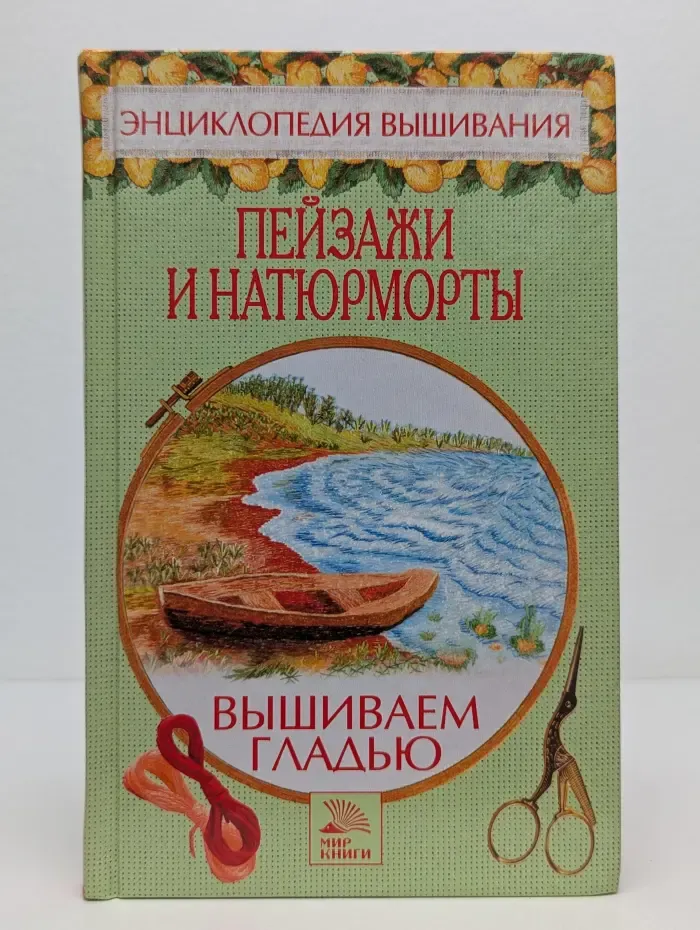 ЭНЦИКЛОПЕДИЯ ВЫШИВАНИЯ
ПЕЙЗАЖИ
И НАТЮРМОРТЫ
ВЫШИВАЕМ
ГЛАДЬЮ
МИР
КНИГИ